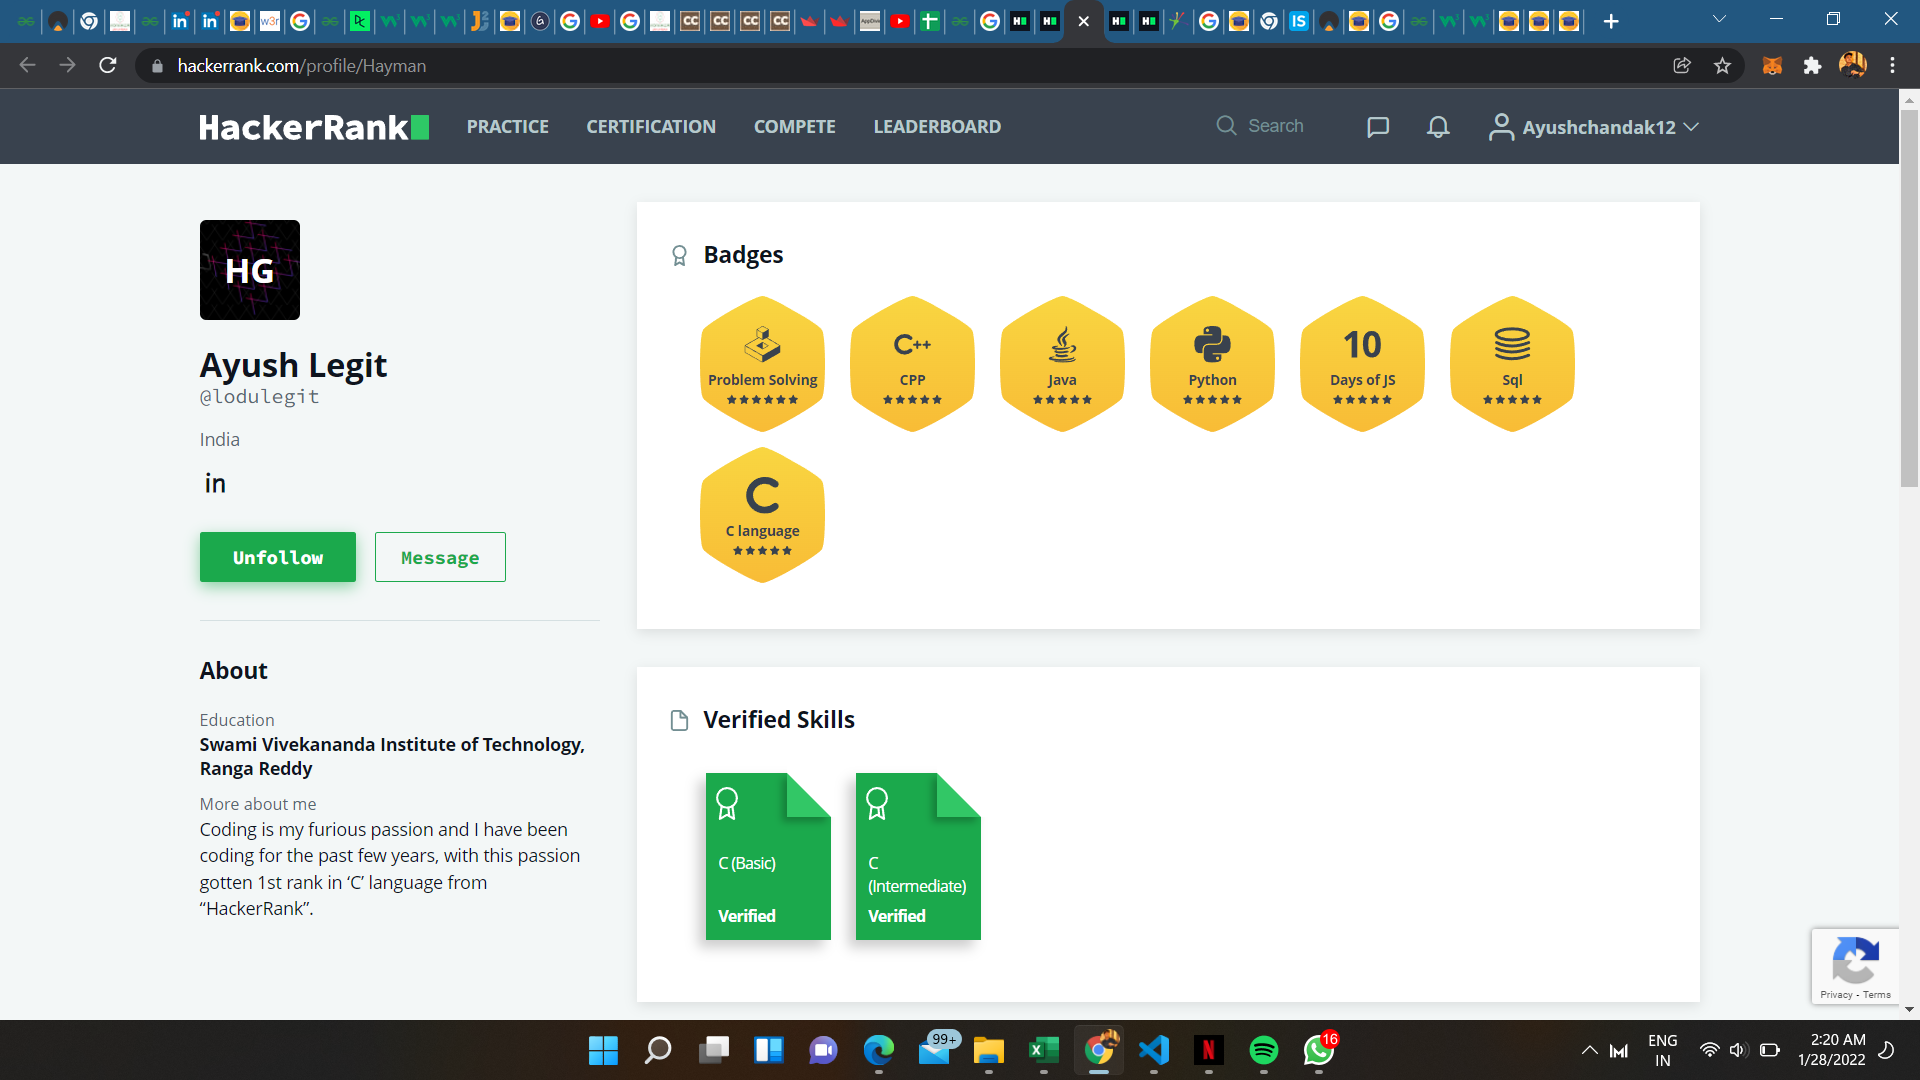 hackerrank.com/profile/Hayman
HackerRank
PRACTICE
CERTIFICATION
COMPETE
LEADERBOARD
Search
Ayushchandak12
HG
Ayush Legit
@lodulegit
India
in
Unfollow
Message
About
Education
Swami Vivekananda Institute of Technology,
Ranga Reddy
More about me
Coding is my furious passion and I have been
coding for the past few years, with this passion
gotten 1st rank in ‘C’ language from
“HackerRank”.
Badges
Problem Solving
C++
CPP
Java
Python
10
Days of JS
Sql
C
C language
Verified Skills
C (Basic)
Verified
C
(Intermediate)
Verified
Privacy - Terms
99+
16
ENG
IN
2:20 AM
1/28/2022